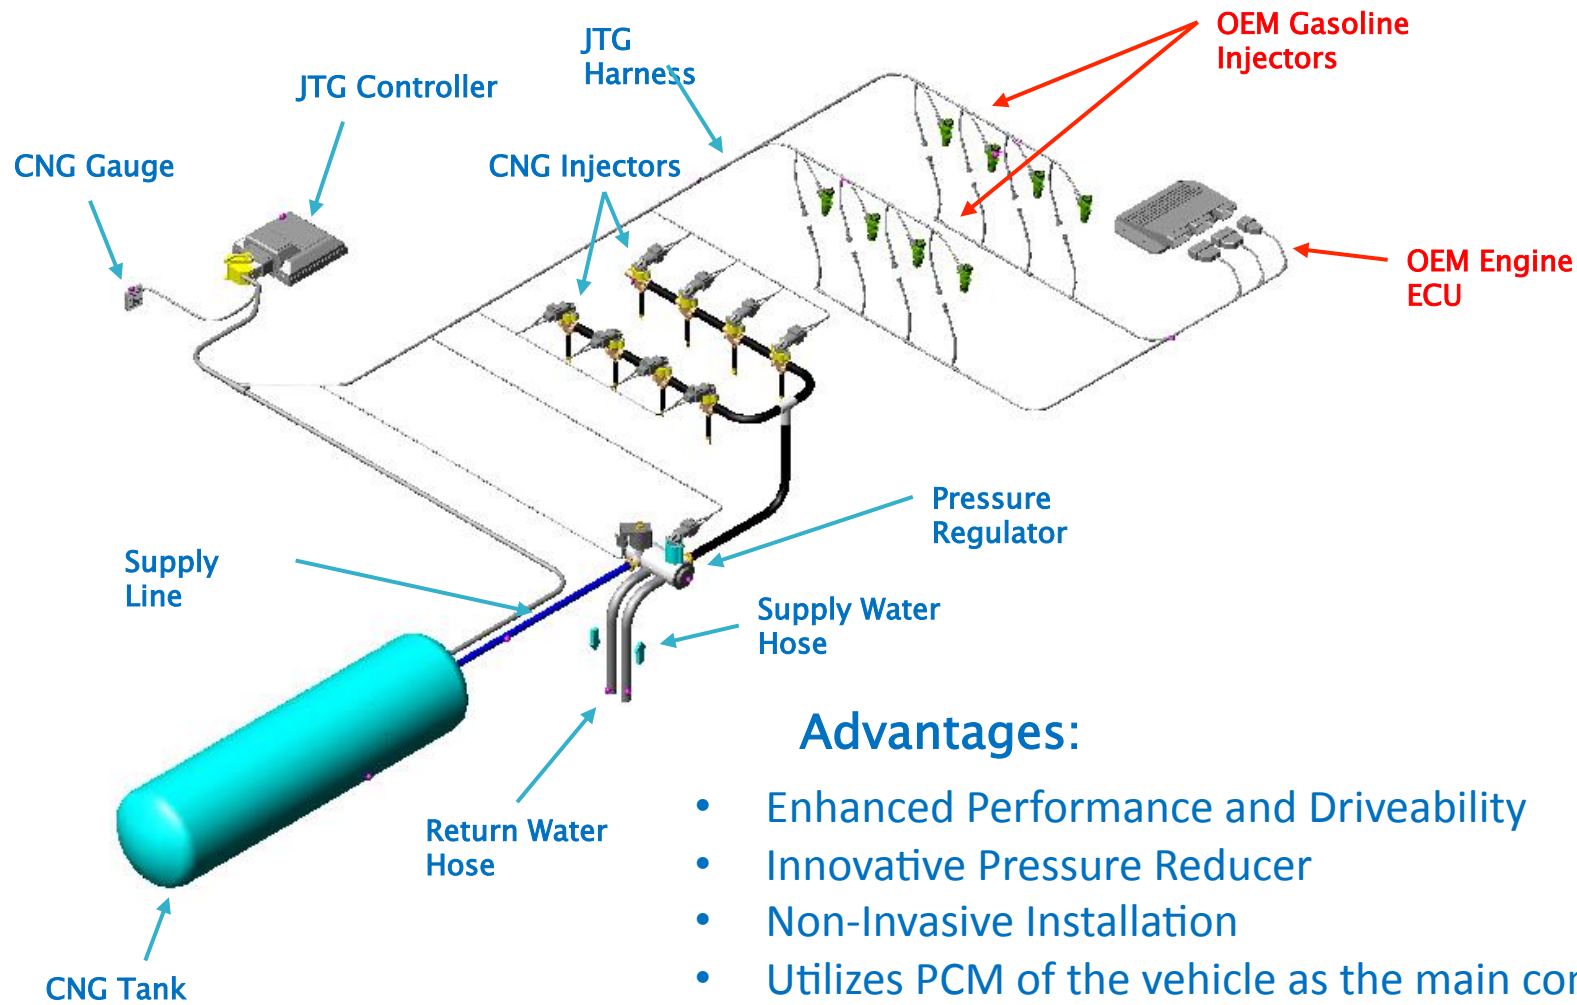 OEM Gasoline
Injectors
JTG
Harness
JTG Controller
CNG Gauge
CNG Injectors
OEM Engine
ECU
Pressure
Regulator
Supply
Line
Supply Water
Hose
Advantages:
• Enhanced Performance and Driveability
Return Water
Hose
• Innovative Pressure Reducer
• Non-Invasive Installation
• Utilizes PCM of the vehicle as the main
CNG Tank